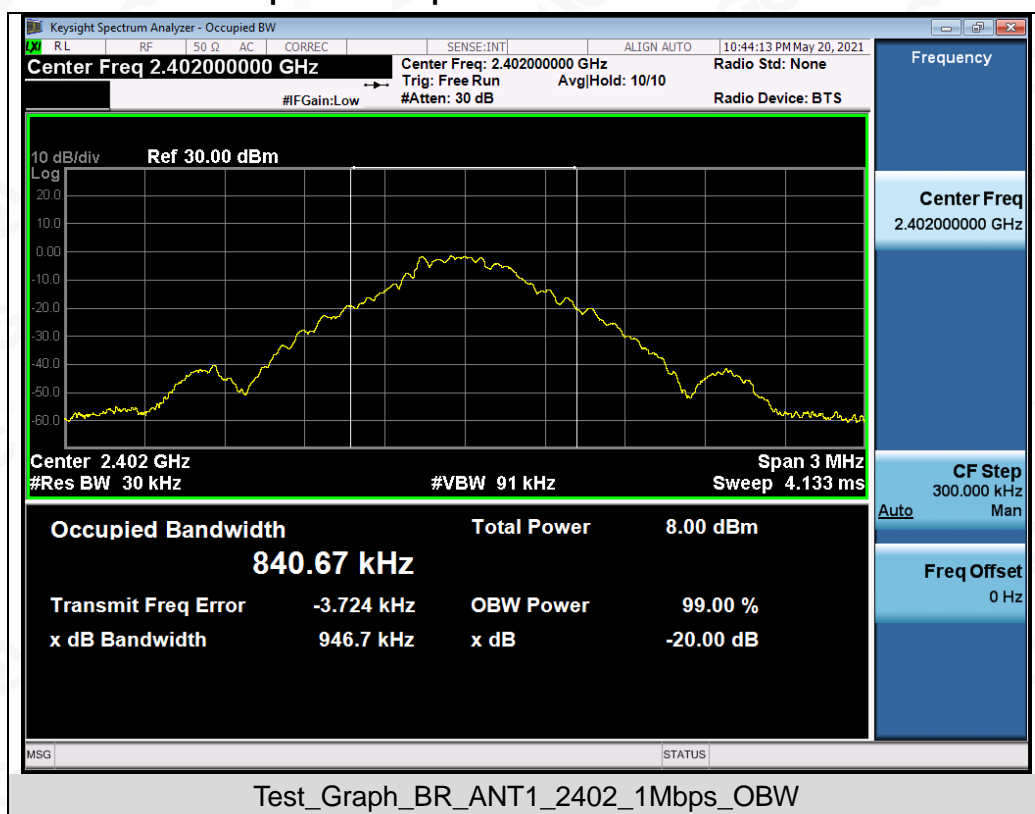 Keysight Spectrum Analyzer - Occupied BW
LXI RL RF 50 Ω AC CORREC SENSE:INT ALIGN AUTO 10:44:13 PM May 20, 2021
Center Freq 2.402000000 GHz
Center Freq: 2.402000000 GHz
Radio Std: None
Trig: Free Run
Avg|Hold: 10/10
#IFGain:Low
#Atten: 30 dB
Radio Device: BTS
10 dB/div
Ref 30.00 dBm
Log
20.0
10.0
0.00
-10.0
-20.0
-30.0
-40.0
-50.0
-60.0
Center 2.402 GHz
Span 3 MHz
#Res BW 30 kHz
#VBW 91 kHz
Sweep 4.133 ms
Occupied Bandwidth
Total Power 8.00 dBm
840.67 kHz
Transmit Freq Error -3.724 kHz
OBW Power 99.00 %
x dB Bandwidth 946.7 kHz
x dB -20.00 dB
MSG
STATUS
Frequency
Center Freq
2.402000000 GHz
CF Step
300.000 kHz
Auto Man
Freq Offset
0 Hz
Test_Graph_BR_ANT1_2402_1Mbps_OBW